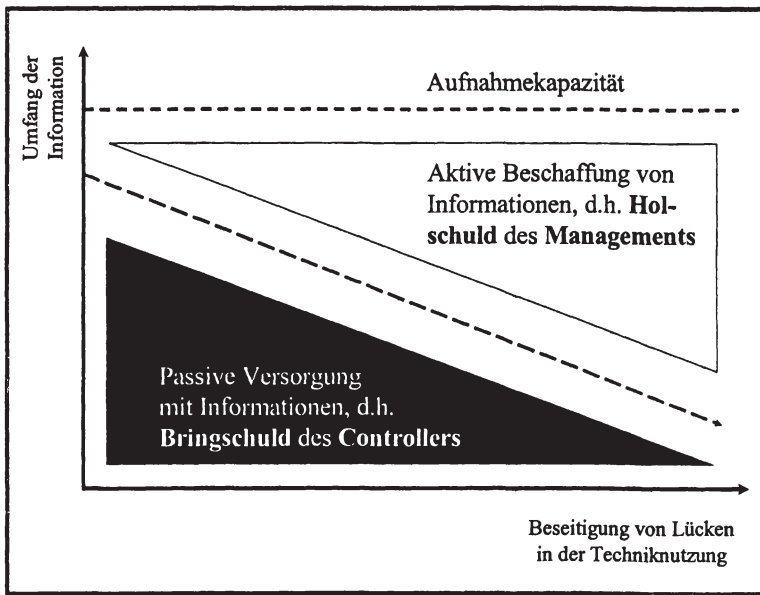 Umfang der
Information
Aufnahmekapazität
Aktive Beschaffung von
Informationen, d.h. Hol-
schuld des Managements
Passive Versorgung
mit Informationen, d.h.
Bringschuld des Controllers
Beseitigung von Lücken
in der Techniknutzung